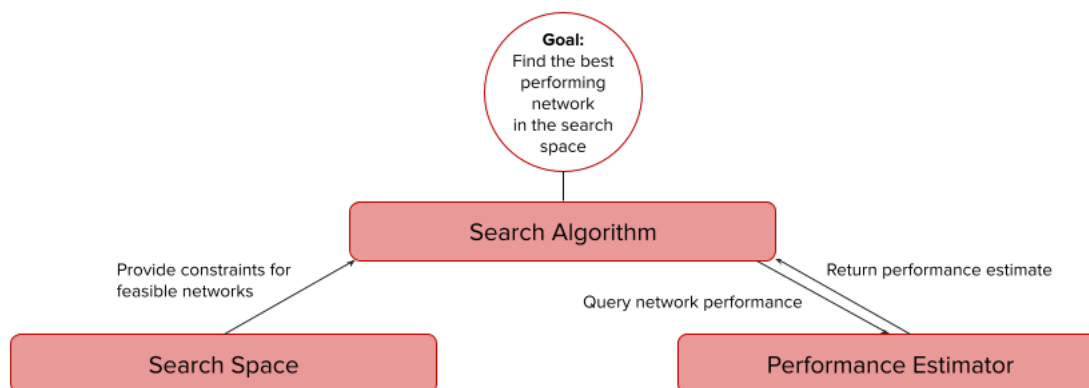 Goal:
Find the best
performing
network
in the search
space
Search Algorithm
Provide constraints for
feasible networks
Return performance estimate
Query network performance
Search Space
Performance Estimator